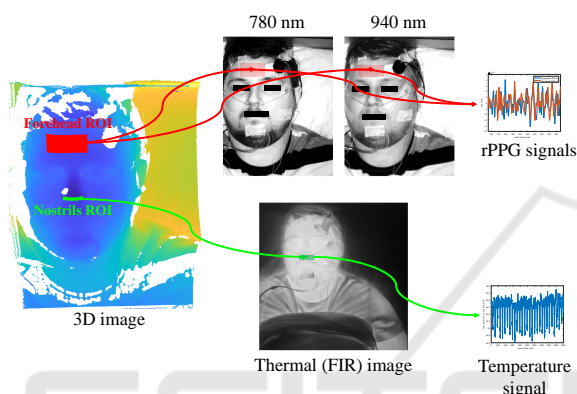 780 nm
940 nm
Forehead ROI
rPPG signals
Nostrils ROI
3D image
Thermal (FIR) image
Temperature
signal